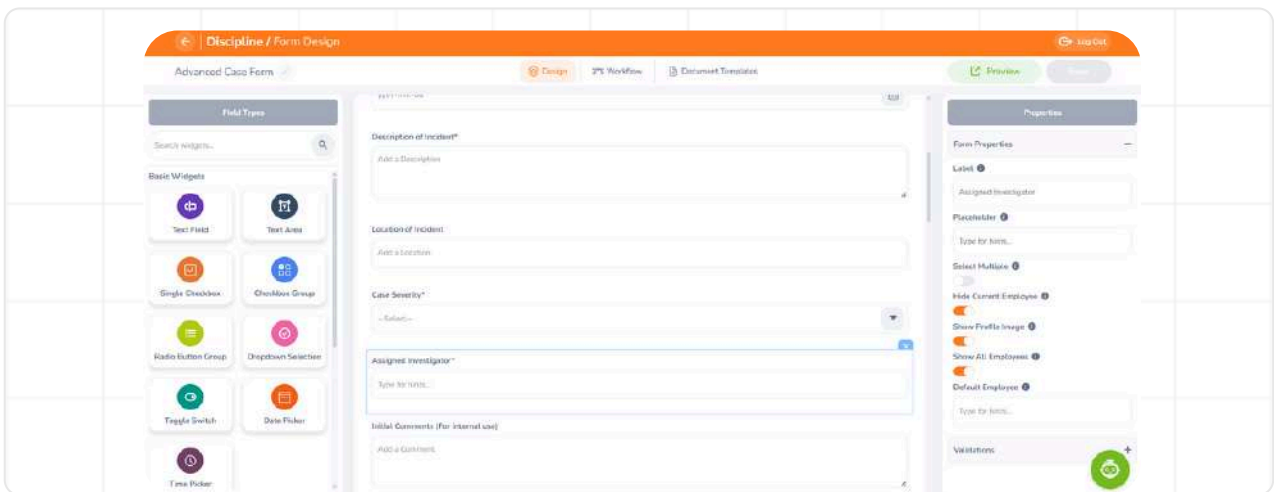 Discipline / Form Design
Log Out
Advanced Case Form
Design
Workflow
Document Templates
Preview
Field Types
Properties
Search widgets...
Description of Incident*
Form Properties
Add a Description
Label
Basic Widgets
Assigned Investigator
Text Field
Text Area
Placeholder
Location of Incident
Type for hints...
Add a Location
Select Multiple
Single Checkbox
Checkbox Group
Case Severity*
Hide Current Employee
-- Select --
Show Profile Image
Radio Button Group
Dropdown Selection
Assigned Investigator*
Show All Employees
Type for hints...
Default Employee
Toggle Switch
Date Picker
Type for hints...
Initial Comments (For internal use)
Add a Comment
Validations
Time Picker